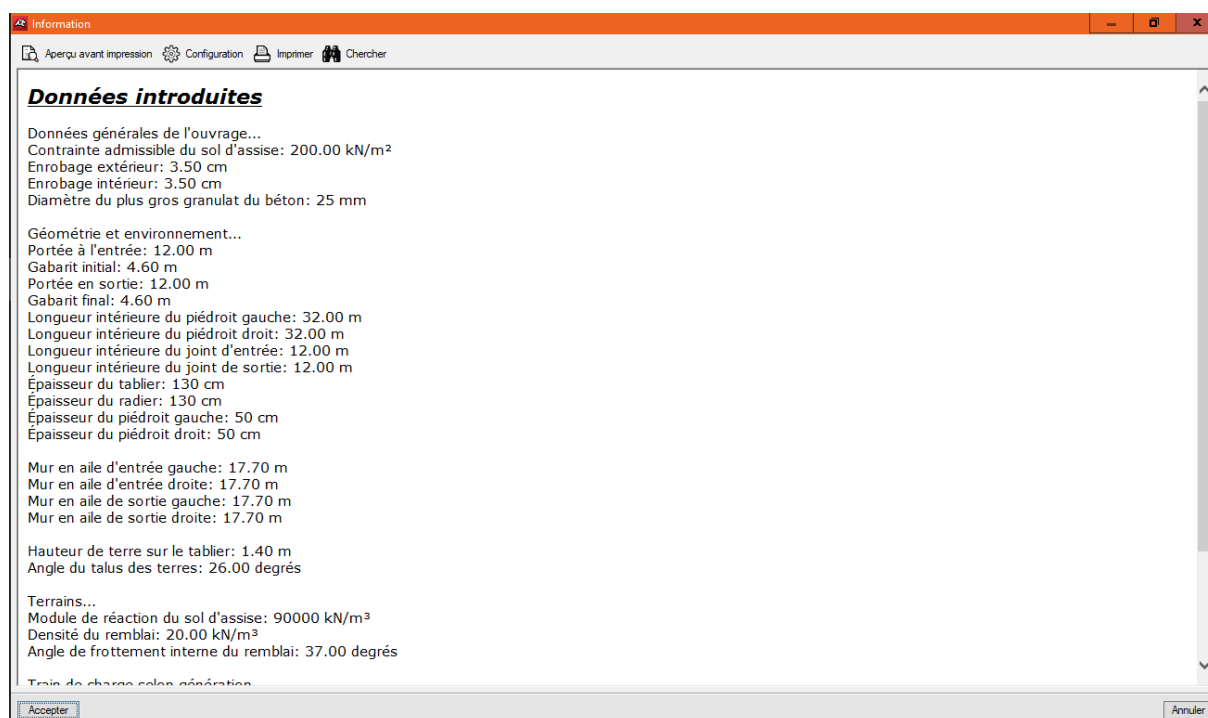 Information
Aperçu avant impression Configuration Imprimer Chercher
Données introduites
Données générales de l'ouvrage...
Contrainte admissible du sol d'assise: 200.00 kN/m²
Enrobage extérieur: 3.50 cm
Enrobage intérieur: 3.50 cm
Diamètre du plus gros granulat du béton: 25 mm
Géométrie et environnement...
Portée à l'entrée: 12.00 m
Gabarit initial: 4.60 m
Portée en sortie: 12.00 m
Gabarit final: 4.60 m
Longueur intérieure du piédroit gauche: 32.00 m
Longueur intérieure du piédroit droit: 32.00 m
Longueur intérieure du joint d'entrée: 12.00 m
Longueur intérieure du joint de sortie: 12.00 m
Épaisseur du tablier: 130 cm
Épaisseur du radier: 130 cm
Épaisseur du piédroit gauche: 50 cm
Épaisseur du piédroit droit: 50 cm
Mur en aile d'entrée gauche: 17.70 m
Mur en aile d'entrée droite: 17.70 m
Mur en aile de sortie gauche: 17.70 m
Mur en aile de sortie droite: 17.70 m
Hauteur de terre sur le tablier: 1.40 m
Angle du talus des terres: 26.00 degrés
Terrains...
Module de réaction du sol d'assise: 90000 kN/m³
Densité du remblai: 20.00 kN/m³
Angle de frottement interne du remblai: 37.00 degrés
Train de charge selon génération
Accepter Annuler